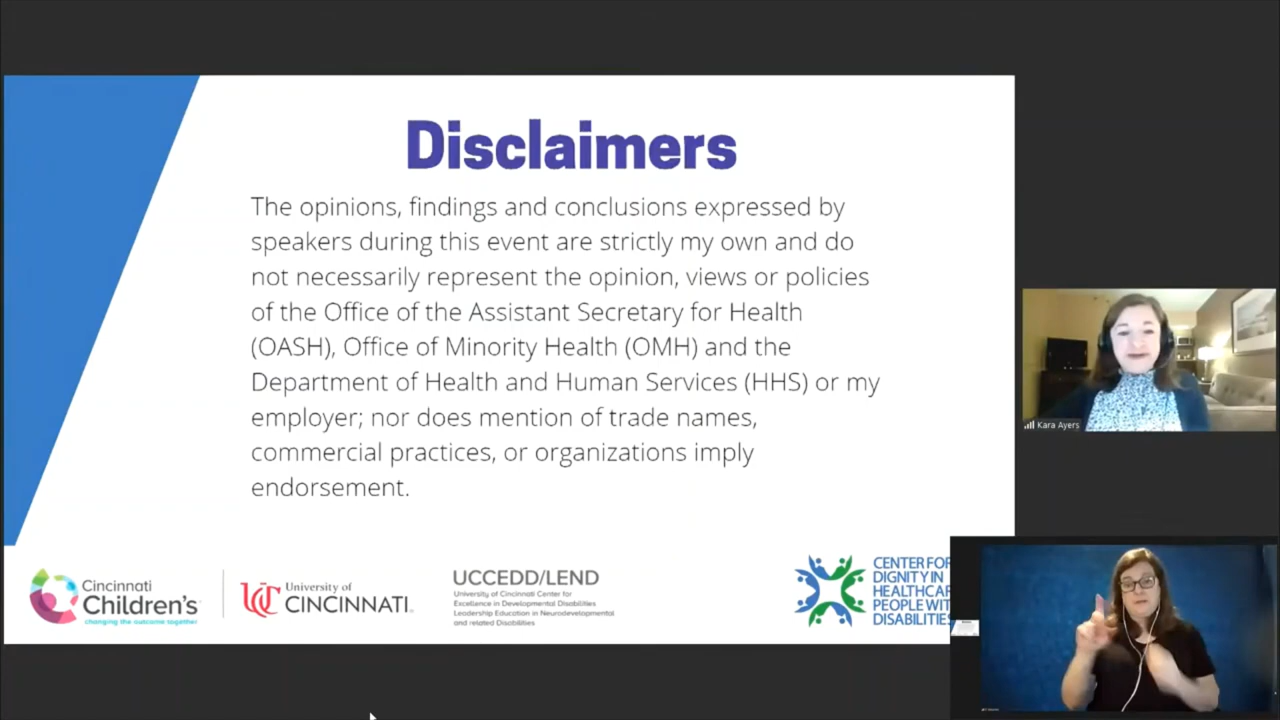 Disclaimers
The opinions, findings and conclusions expressed by
speakers during this event are strictly my own and do
not necessarily represent the opinion, views or policies
of the Office of the Assistant Secretary for Health
(OASH), Office of Minority Health (OMH) and the
Department of Health and Human Services (HHS) or my
employer; nor does mention of trade names,
commercial practices, or organizations imply
endorsement.
Kara Ayers
Cincinnati
Children's
changing the outcome together
University of
CINCINNATI
UCCEDD/LEND
University of Cincinnati Center for
Excellence in Developmental Disabilities
Leadership Education in Neurodevelopmental
and related Disabilities
CENTER FOR
DIGNITY IN
HEALTHCAR
PEOPLE WIT
DISABILITIES